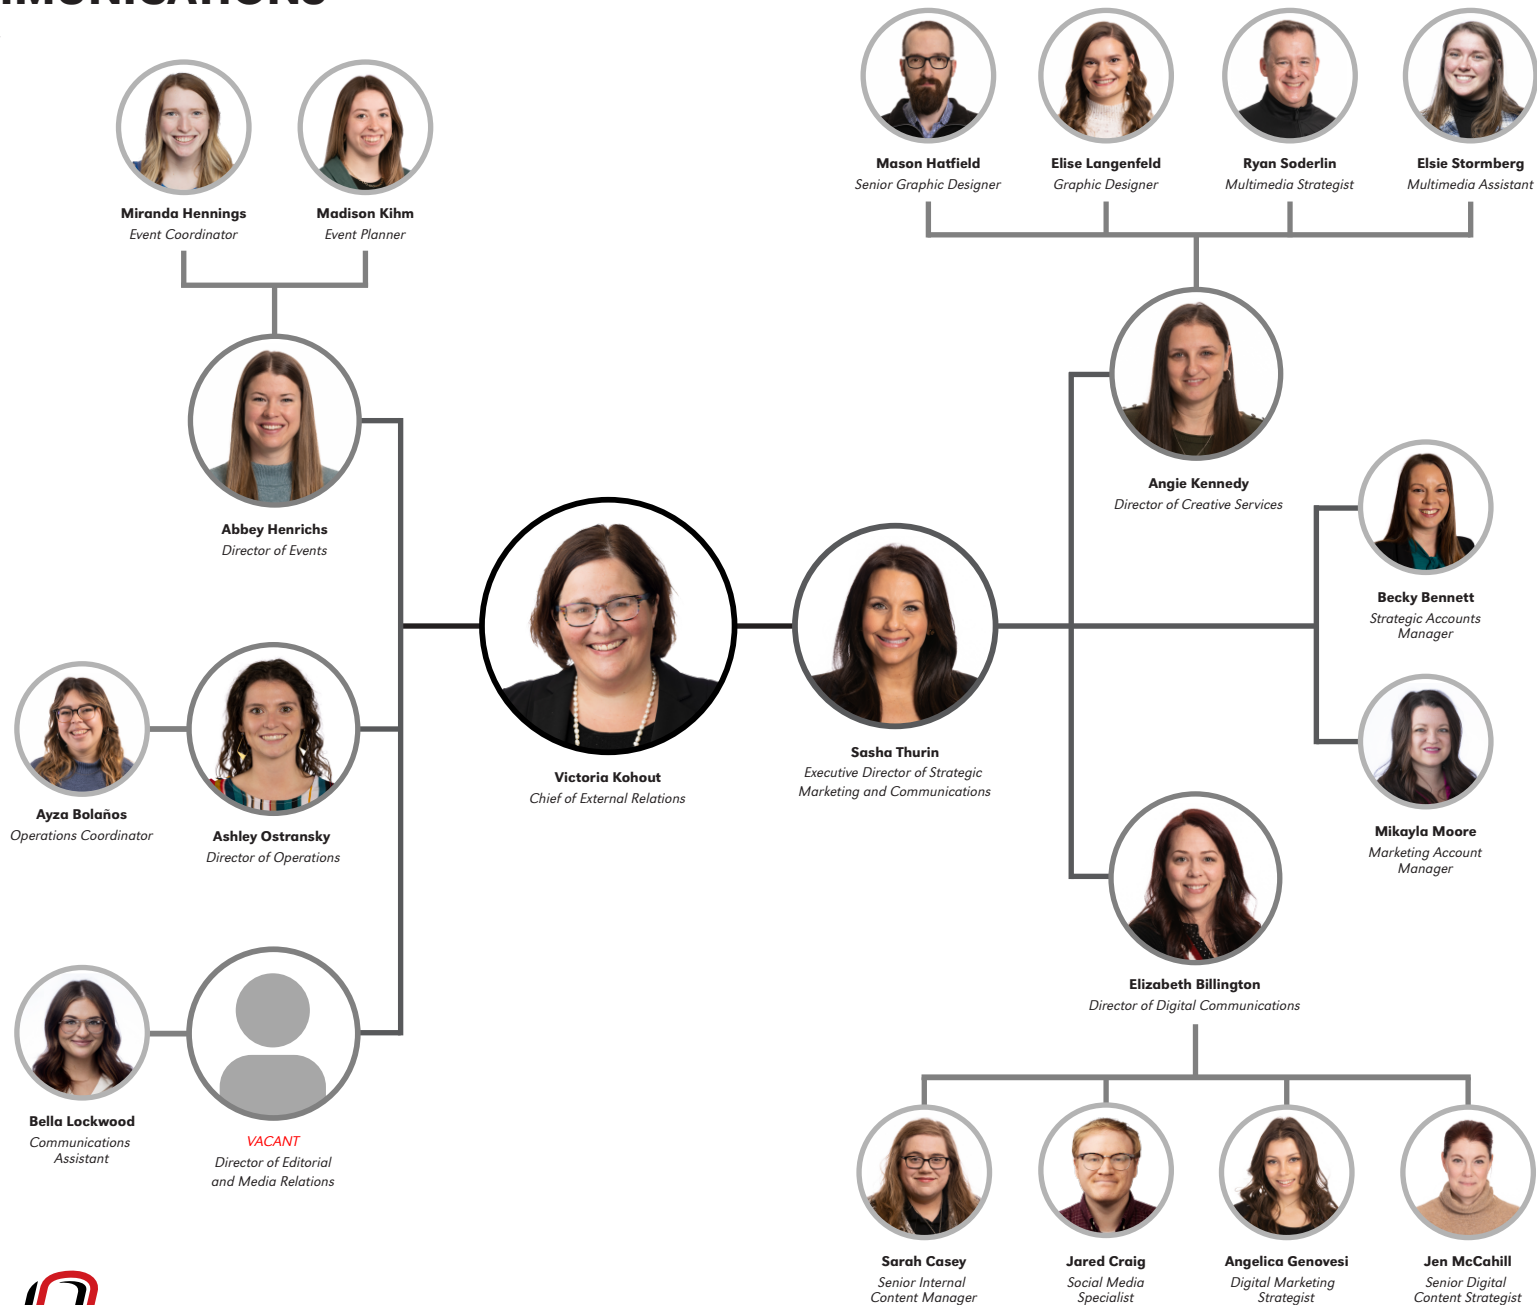 Miranda Hennings
Event Coordinator
Madison Kihm
Event Planner
Mason Hatfield
Senior Graphic Designer
Elise Langenfeld
Graphic Designer
Ryan Soderlin
Multimedia Strategist
Elsie Stormberg
Multimedia Assistant
Abbey Henrichs
Director of Events
Angie Kennedy
Director of Creative Services
Becky Bennett
Strategic Accounts
Manager
Victoria Kohout
Chief of External Relations
Sasha Thurin
Executive Director of Strategic
Marketing and Communications
Ayza Bolaños
Operations Coordinator
Ashley Ostransky
Director of Operations
Mikayla Moore
Marketing Account
Manager
Elizabeth Billington
Director of Digital Communications
Bella Lockwood
Communications
Assistant
VACANT
Director of Editorial
and Media Relations
Sarah Casey
Senior Internal
Content Manager
Jared Craig
Social Media
Specialist
Angelica Genovesi
Digital Marketing
Strategist
Jen McCahill
Senior Digital
Content Strategist